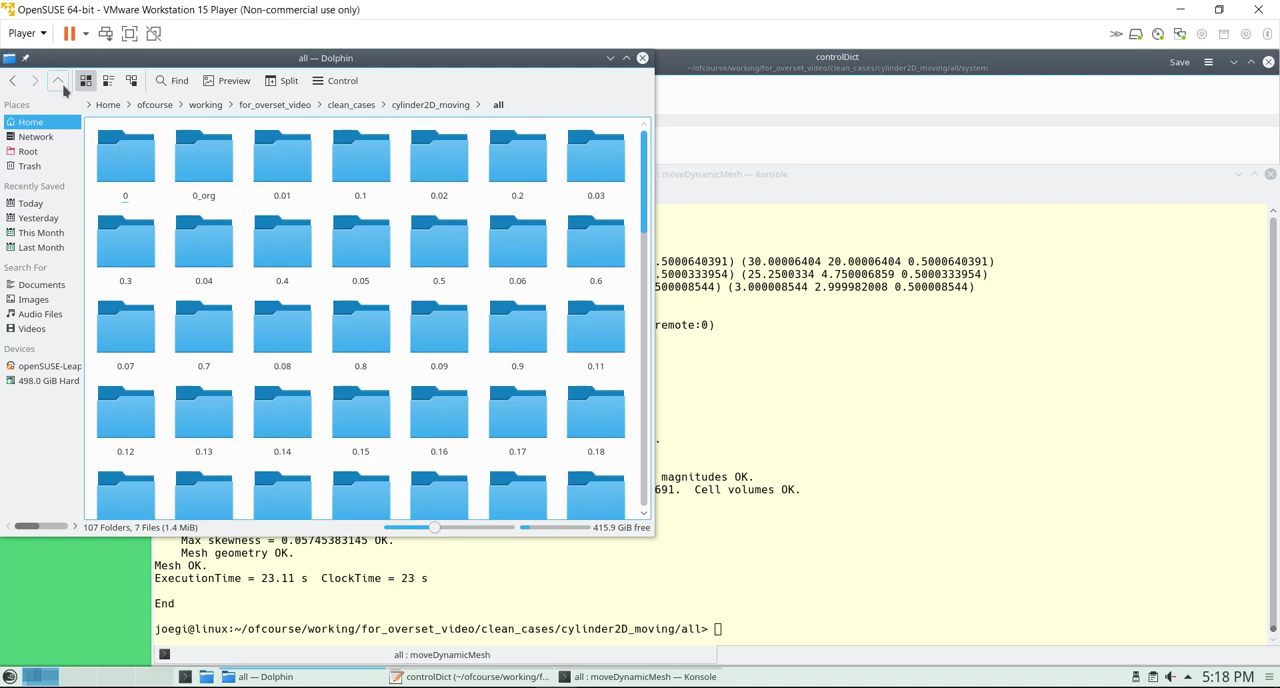 OpenSUSE 64-bit - VMware Workstation 15 Player (Non-commercial use only)
Player
all — Dolphin
controlDict
~/ofcourse/working/for_overset_video/clean_cases/cylinder2D_moving/all/system
Save
Find Preview Split Control
Places
Home
Network
Root
Trash
Recently Saved
Today
Yesterday
This Month
Last Month
Search For
Documents
Images
Audio Files
Videos
Devices
openSUSE-Leap
498.0 GiB Hard
Home > ofcourse > working > for_overset_video > clean_cases > cylinder2D_moving > all
0 0_org 0.01 0.1 0.02 0.2 0.03
0.3 0.04 0.4 0.05 0.5 0.06 0.6
0.07 0.7 0.08 0.8 0.09 0.9 0.11
0.12 0.13 0.14 0.15 0.16 0.17 0.18
107 Folders, 7 Files (1.4 MiB)
415.9 GiB free
: moveDynamicMesh — Konsole
.5000640391) (30.00006404 20.00006404 0.5000640391)
.5000333954) (25.2500334 4.750006859 0.5000333954)
500008544) (3.000008544 2.999982008 0.500008544)
remote:0)
.
magnitudes OK.
691.  Cell volumes OK.
Max skewness = 0.05745383145 OK.
Mesh geometry OK.
Mesh OK.
ExecutionTime = 23.11 s  ClockTime = 23 s
End
joegi@linux:~/ofcourse/working/for_overset_video/clean_cases/cylinder2D_moving/all>
all : moveDynamicMesh
all — Dolphin
controlDict (~/ofcourse/working/f...
all : moveDynamicMesh — Konsole
5:18 PM